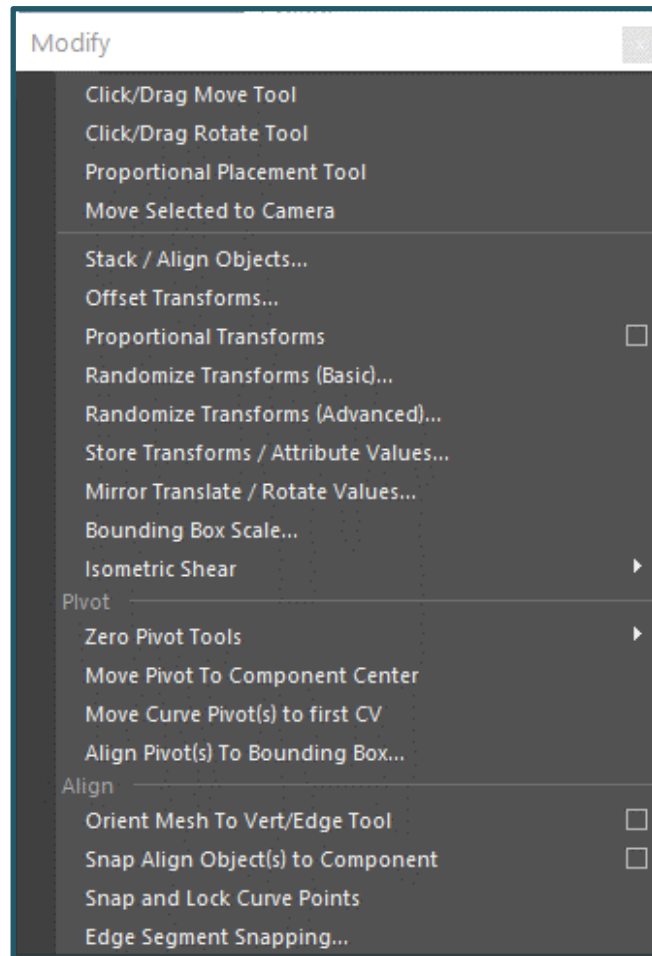 Modify
Click/Drag Move Tool
Click/Drag Rotate Tool
Proportional Placement Tool
Move Selected to Camera
Stack / Align Objects...
Offset Transforms...
Proportional Transforms
Randomize Transforms (Basic)...
Randomize Transforms (Advanced)...
Store Transforms / Attribute Values...
Mirror Translate / Rotate Values...
Bounding Box Scale...
Isometric Shear
PIvot
Zero Pivot Tools
Move Pivot To Component Center
Move Curve Pivot(s) to first CV
Align Pivot(s) To Bounding Box...
Align
Orient Mesh To Vert/Edge Tool
Snap Align Object(s) to Component
Snap and Lock Curve Points
Edge Segment Snapping...